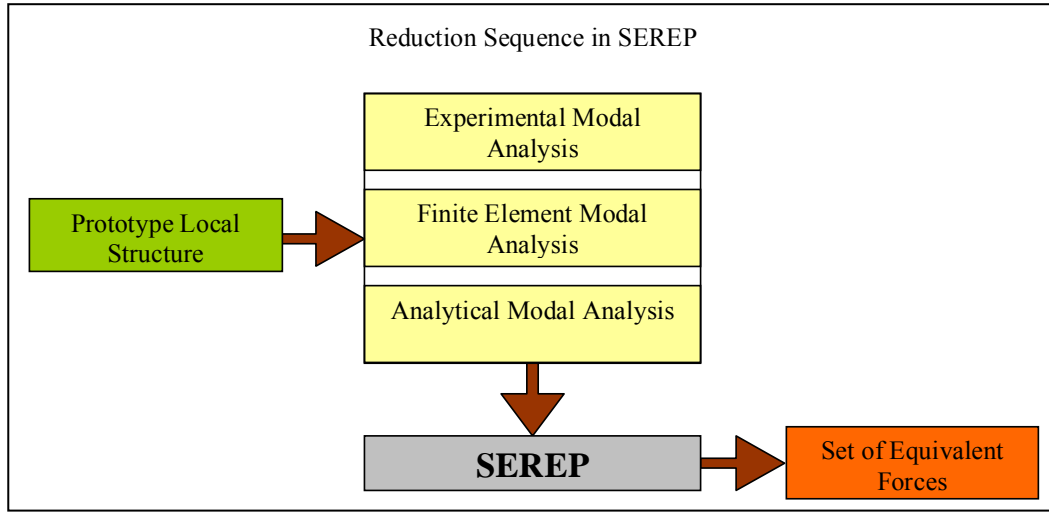 Reduction Sequence in SEREP
Experimental Modal
Analysis
Prototype Local
Structure
Finite Element Modal
Analysis
Analytical Modal Analysis
SEREP
Set of Equivalent
Forces